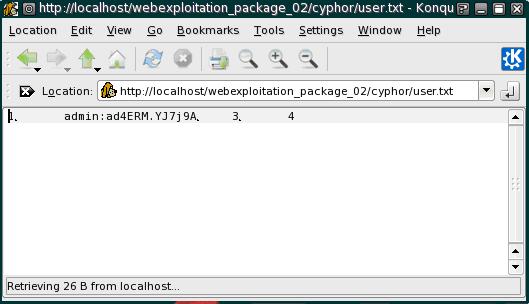 http://localhost/webexploitation_package_02/cyphor/user.txt - Konqu
Location Edit View Go Bookmarks Tools Settings Window Help
Location: http://localhost/webexploitation_package_02/cyphor/user.txt
1. admin:ad4ERM.YJ7j9A. 3. 4
Retrieving 26 B from localhost...